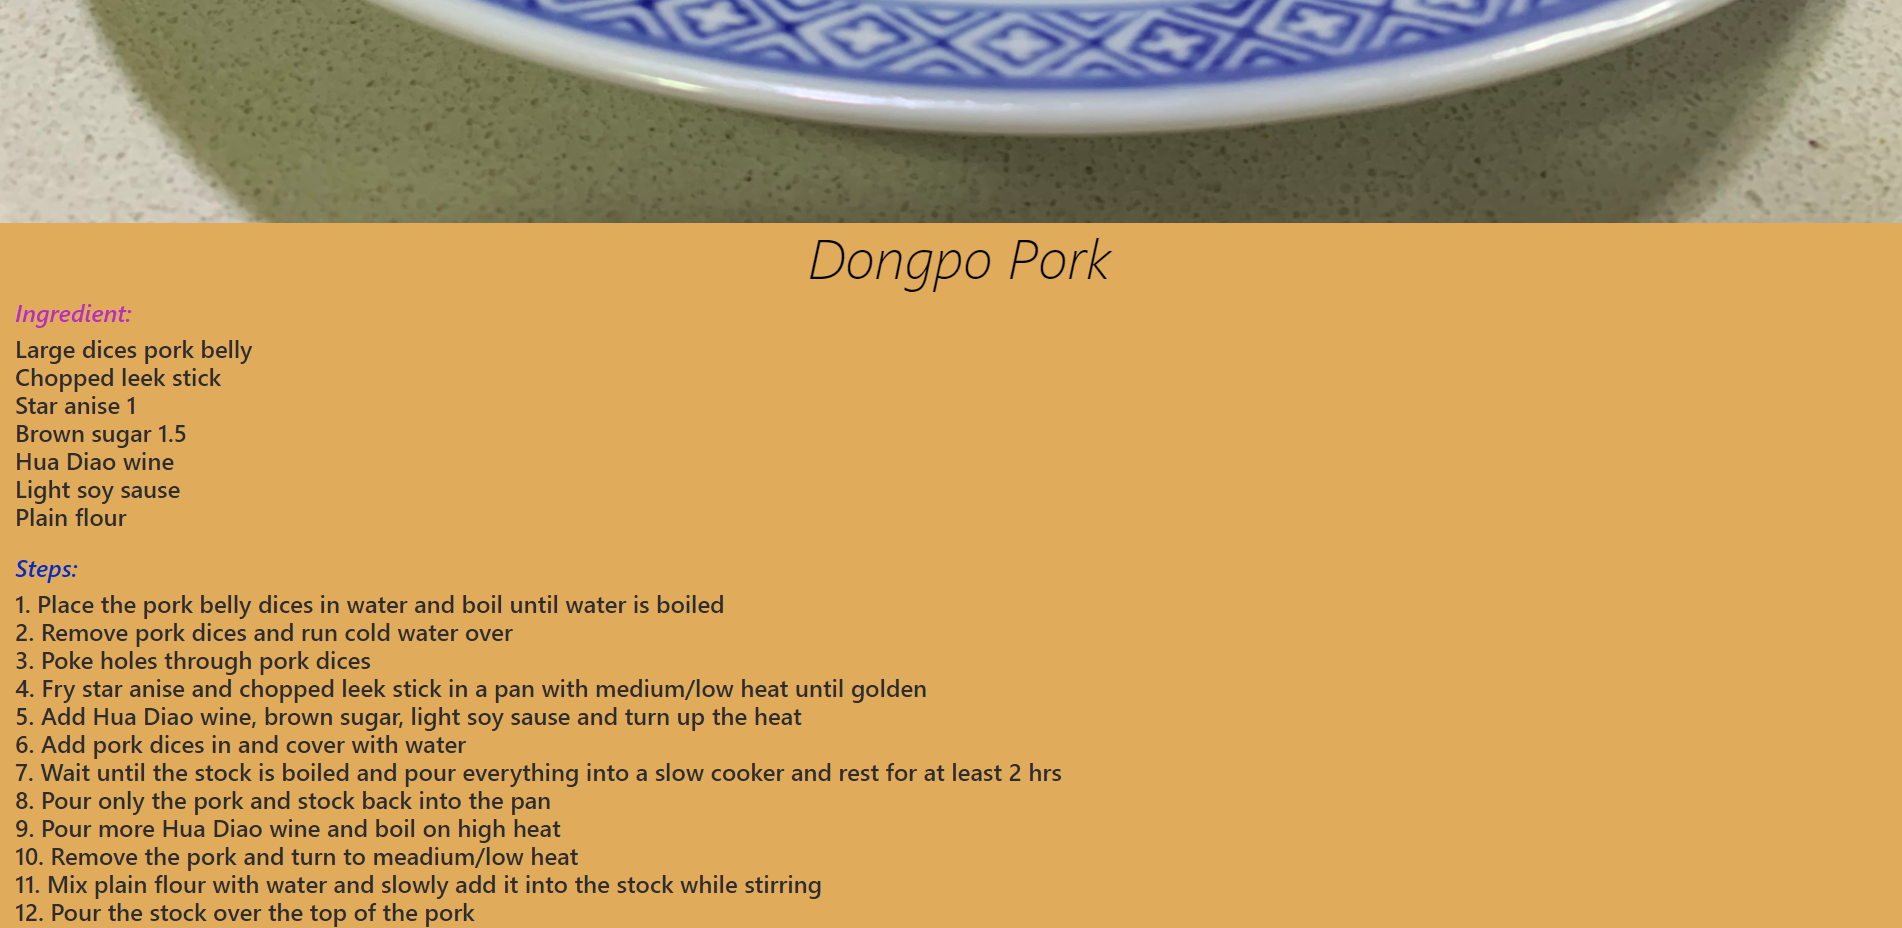 Dongpo Pork
Ingredient:
Large dices pork belly
Chopped leek stick
Star anise 1
Brown sugar 1.5
Hua Diao wine
Light soy sause
Plain flour
Steps:
1. Place the pork belly dices in water and boil until water is boiled
2. Remove pork dices and run cold water over
3. Poke holes through pork dices
4. Fry star anise and chopped leek stick in a pan with medium/low heat until golden
5. Add Hua Diao wine, brown sugar, light soy sause and turn up the heat
6. Add pork dices in and cover with water
7. Wait until the stock is boiled and pour everything into a slow cooker and rest for at least 2 hrs
8. Pour only the pork and stock back into the pan
9. Pour more Hua Diao wine and boil on high heat
10. Remove the pork and turn to meadium/low heat
11. Mix plain flour with water and slowly add it into the stock while stirring
12. Pour the stock over the top of the pork